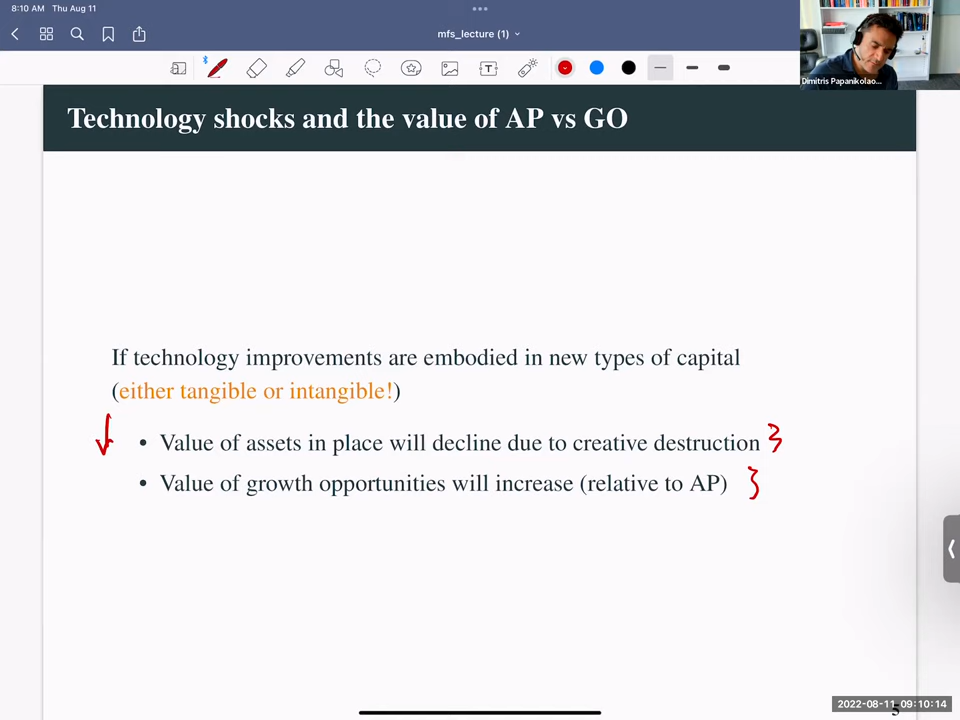 8:10 AM Thu Aug 11
mfs_lecture (1)
Dimitris Papanikolao...
Technology shocks and the value of AP vs GO
If technology improvements are embodied in new types of capital
(either tangible or intangible!)
• Value of assets in place will decline due to creative destruction
• Value of growth opportunities will increase (relative to AP)
2022-08-11 09:10:14
5